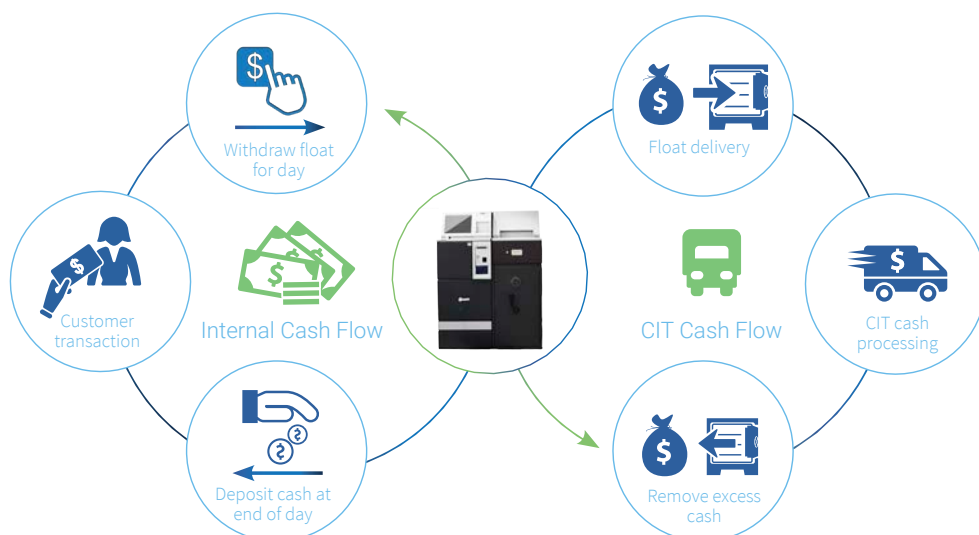 $
Withdraw float
for day
$
Float delivery
$
Customer
transaction
$
Internal Cash Flow
CIT Cash Flow
$
CIT cash
processing
$
$
Deposit cash at
end of day
$
Remove excess
cash